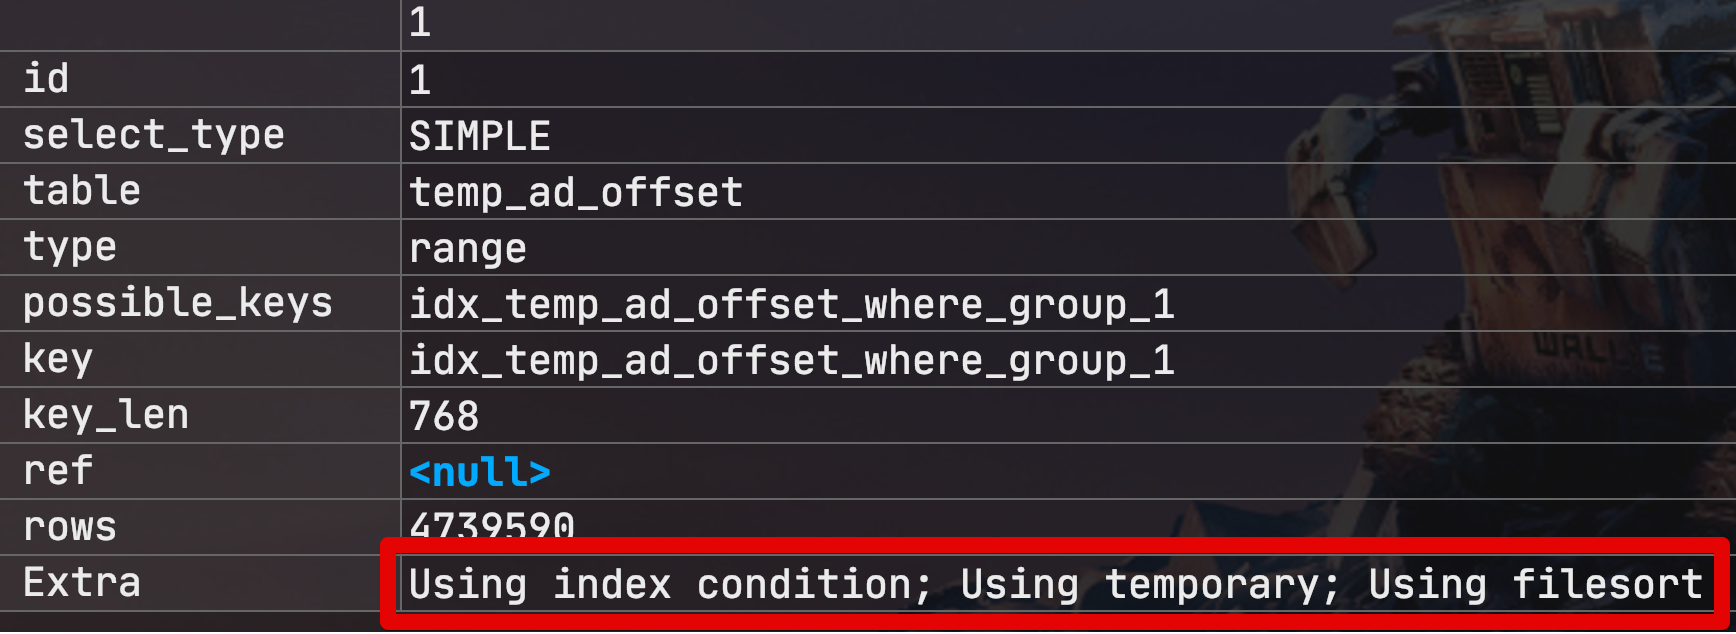 1
id 1
select_type SIMPLE
table temp_ad_offset
type range
possible_keys idx_temp_ad_offset_where_group_1
key idx_temp_ad_offset_where_group_1
key_len 768
ref <null>
rows 4739590
Extra Using index condition; Using temporary; Using filesort
WALL·E